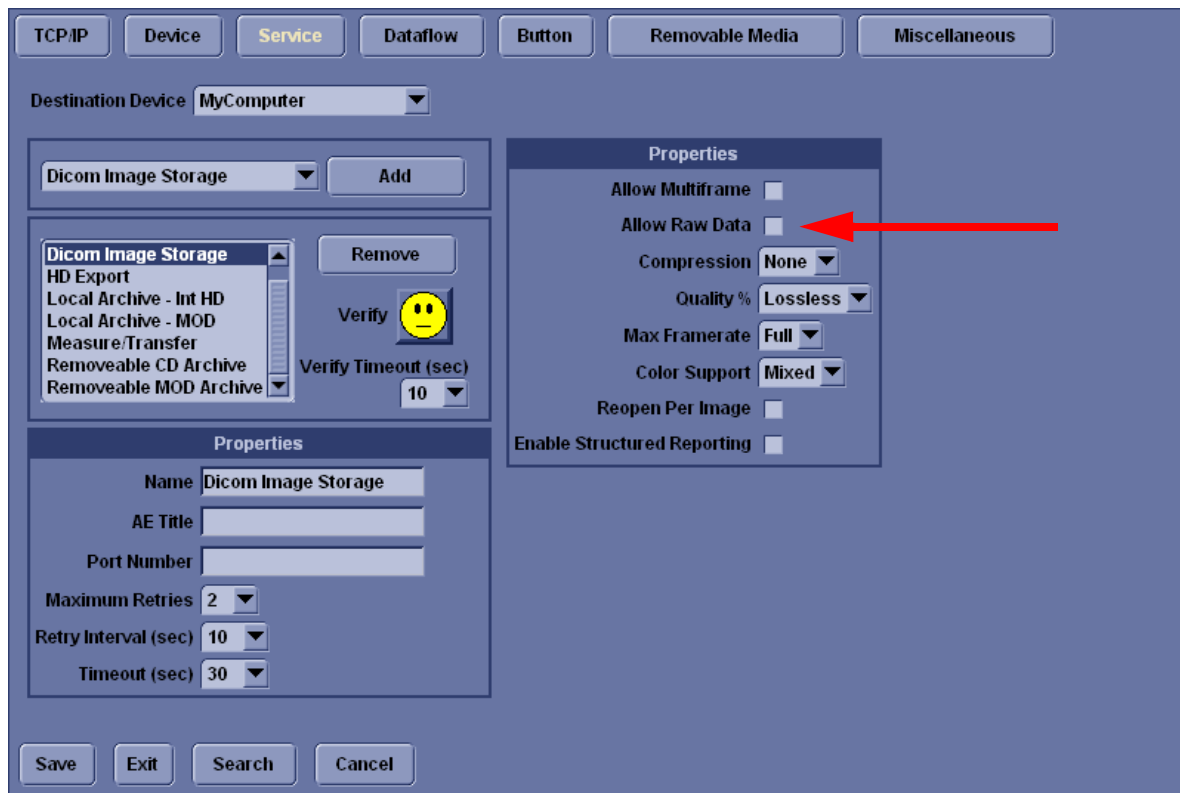 TCP/IP Device Service Dataflow Button Removable Media Miscellaneous
Destination Device MyComputer
Dicom Image Storage Add
Dicom Image Storage
HD Export
Local Archive - Int HD
Local Archive - MOD
Measure/Transfer
Removeable CD Archive
Removeable MOD Archive
Remove
Verify
Verify Timeout (sec)
10
Properties
Name Dicom Image Storage
AE Title
Port Number
Maximum Retries 2
Retry Interval (sec) 10
Timeout (sec) 30
Properties
Allow Multiframe
Allow Raw Data
Compression None
Quality % Lossless
Max Framerate Full
Color Support Mixed
Reopen Per Image
Enable Structured Reporting
Save Exit Search Cancel